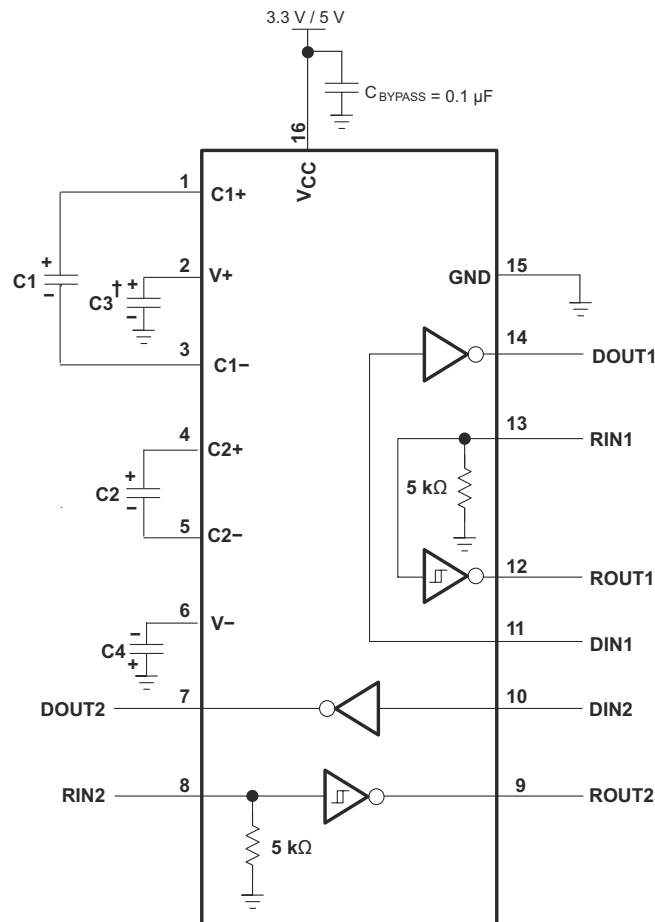 3.3 V / 5 V
CBYPASS = 0.1 µF
16
VCC
1
C1+
+
C1
−
2
V+
†
+
C3
−
GND
15
3
C1−
14
DOUT1
4
C2+
13
RIN1
+
C2
−
5 kΩ
5
C2−
12
ROUT1
6
V−
11
DIN1
−
C4
+
DOUT2
7
10
DIN2
RIN2
8
9
ROUT2
5 kΩ